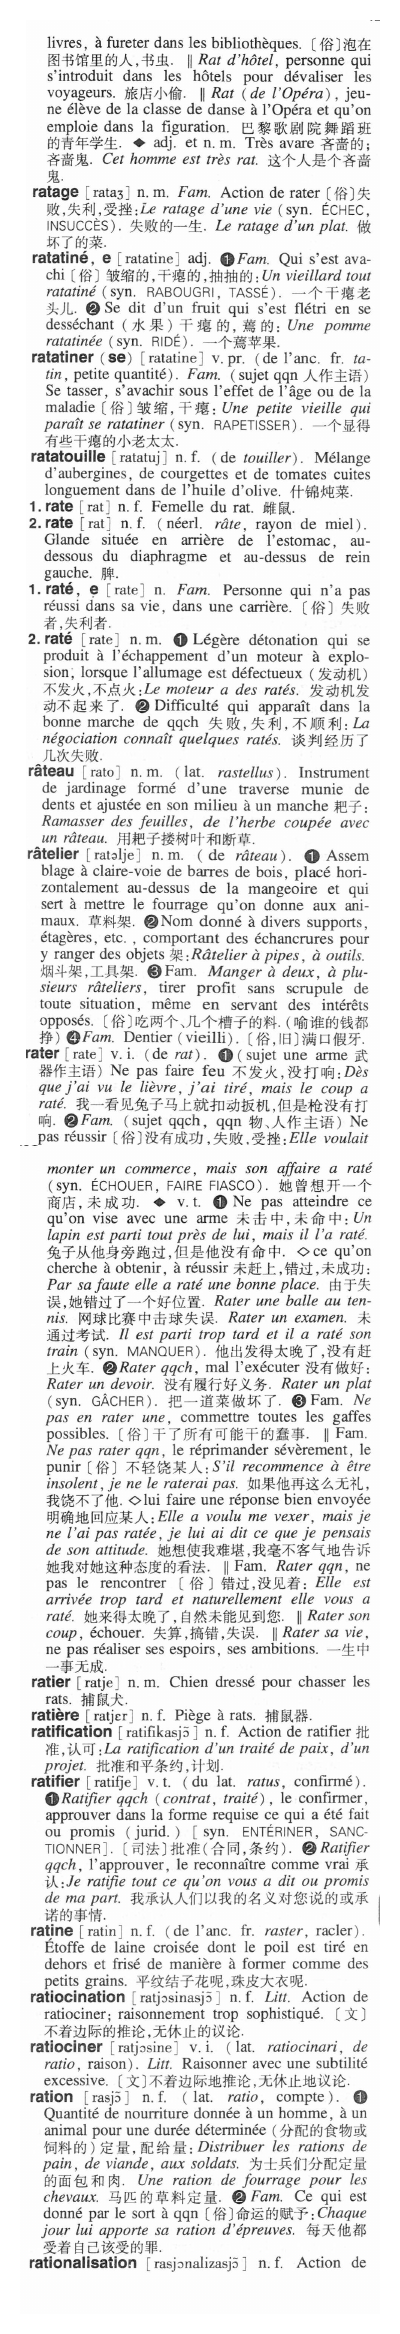 livres, à fureter dans les bibliothèques. 〔俗〕泡在
图书馆里的人,书虫. ‖ Rat d'hôtel, personne qui
s'introduit dans les hôtels pour dévaliser les
voyageurs. 旅店小偷. ‖ Rat (de l'Opéra), jeu-
ne élève de la classe de danse à l'Opéra et qu'on
emploie dans la figuration. 巴黎歌剧院舞蹈班
的青年学生. ◆ adj. et n. m. Très avare 吝啬的;
吝啬鬼. Cet homme est très rat. 这个人是个吝啬
鬼.
ratage [rataʒ] n. m. Fam. Action de rater〔俗〕失
败,失利,受挫:Le ratage d'une vie (syn. ÉCHEC,
INSUCCÈS). 失败的一生. Le ratage d'un plat. 做
坏了的菜.
ratatiné, e [ratatine] adj. ❶Fam. Qui s'est ava-
chi〔俗〕皱缩的,干瘪的,抽抽的:Un vieillard tout
ratatiné (syn. RABOUGRI, TASSÉ). 一个干瘪老
头儿. ❷Se dit d'un fruit qui s'est flétri en se
desséchant (水果)干瘪的,蔫的: Une pomme
ratatinée (syn. RIDÉ). 一个蔫苹果.
ratatiner (se) [ratatine] v. pr. (de l'anc. fr. ta-
tin, petite quantité). Fam. (sujet qqn 人作主语)
Se tasser, s'avachir sous l'effet de l'âge ou de la
maladie〔俗〕皱缩,干瘪: Une petite vieille qui
paraît se ratatiner (syn. RAPETISSER). 一个显得
有些干瘪的小老太太.
ratatouille [ratatuj] n. f. (de touiller). Mélange
d'aubergines, de courgettes et de tomates cuites
longuement dans de l'huile d'olive. 什锦炖菜.
1. rate [rat] n. f. Femelle du rat. 雌鼠.
2. rate [rat] n. f. (néerl. râte, rayon de miel).
Glande située en arrière de l'estomac, au-
dessous du diaphragme et au-dessus de rein
gauche. 脾.
1. raté, e [rate] n. Fam. Personne qui n'a pas
réussi dans sa vie, dans une carrière. 〔俗〕失败
者,失利者.
2. raté [rate] n. m. ❶ Légère détonation qui se
produit à l'échappement d'un moteur à explo-
sion; lorsque l'allumage est défectueux (发动机)
不发火,不点火:Le moteur a des ratés. 发动机发
动不起来了. ❷Difficulté qui apparaît dans la
bonne marche de qqch 失败,失利,不顺利: La
négociation connaît quelques ratés. 谈判经历了
几次失败.
râteau [rato] n. m. (lat. rastellus). Instrument
de jardinage formé d'une traverse munie de
dents et ajustée en son milieu à un manche 耙子:
Ramasser des feuilles, de l'herbe coupée avec
un râteau. 用耙子搂树叶和断草.
râtelier [ratəlje] n. m. (de râteau). ❶ Assem
blage à claire-voie de barres de bois, placé hori-
zontalement au-dessus de la mangeoire et qui
sert à mettre le fourrage qu'on donne aux ani-
maux. 草料架. ❷Nom donné à divers supports,
étagères, etc., comportant des échancrures pour
y ranger des objets 架:Râtelier à pipes, à outils.
烟斗架,工具架. ❸Fam. Manger à deux, à plu-
sieurs râteliers, tirer profit sans scrupule de
toute situation, même en servant des intérêts
opposés. 〔俗〕吃两个、几个槽子的料. (喻谁的钱都
挣) ❹Fam. Dentier (vieilli). 〔俗,旧〕满口假牙.
rater [rate] v. i. (de rat). ❶(sujet une arme 武
器作主语) Ne pas faire feu 不发火,没打响:Dès
que j'ai vu le lièvre, j'ai tiré, mais le coup a
raté. 我一看见兔子马上就扣动扳机,但是枪没有打
响. ❷Fam. (sujet qqch, qqn 物、人作主语) Ne
pas réussir〔俗〕没有成功,失败,受挫:Elle voulait
monter un commerce, mais son affaire a raté
(syn. ÉCHOUER, FAIRE FIASCO). 她曾想开一个
商店,未成功. ◆ v. t. ❶ Ne pas atteindre ce
qu'on vise avec une arme 未击中,未命中: Un
lapin est parti tout près de lui, mais il l'a raté.
兔子从他身旁跑过,但是他没有命中. ◇ce qu'on
cherche à obtenir, à réussir 未赶上,错过,未成功:
Par sa faute elle a raté une bonne place. 由于失
误,她错过了一个好位置. Rater une balle au ten-
nis. 网球比赛中击球失误. Rater un examen. 未
通过考试. Il est parti trop tard et il a raté son
train (syn. MANQUER). 他出发得太晚了,没有赶
上火车. ❷Rater qqch, mal l'exécuter 没有做好:
Rater un devoir. 没有履行好义务. Rater un plat
(syn. GÂCHER). 把一道菜做坏了. ❸Fam. Ne
pas en rater une, commettre toutes les gaffes
possibles. 〔俗〕干了所有可能干的蠢事. ‖ Fam.
Ne pas rater qqn, le réprimander sévèrement, le
punir〔俗〕不轻饶某人:S'il recommence à être
insolent, je ne le raterai pas. 如果他再这么无礼,
我饶不了他. ◇lui faire une réponse bien envoyée
明确地回应某人:Elle a voulu me vexer, mais je
ne l'ai pas ratée, je lui ai dit ce que je pensais
de son attitude. 她想使我难堪,我毫不客气地告诉
她我对她这种态度的看法. ‖ Fam. Rater qqn, ne
pas le rencontrer〔俗〕错过,没见着: Elle est
arrivée trop tard et naturellement elle vous a
raté. 她来得太晚了,自然未能见到您. ‖ Rater son
coup, échouer. 失算,搞错,失误. ‖ Rater sa vie,
ne pas réaliser ses espoirs, ses ambitions. 一生中
一事无成.
ratier [ratje] n. m. Chien dressé pour chasser les
rats. 捕鼠犬.
ratière [ratjɛr] n. f. Piège à rats. 捕鼠器.
ratification [ratifikasjɔ̃] n. f. Action de ratifier 批
准,认可:La ratification d'un traité de paix, d'un
projet. 批准和平条约,计划.
ratifier [ratifje] v. t. (du lat. ratus, confirmé).
❶Ratifier qqch (contrat, traité), le confirmer,
approuver dans la forme requise ce qui a été fait
ou promis (jurid.) [syn. ENTÉRINER, SANC-
TIONNER]. 〔司法〕批准(合同,条约). ❷Ratifier
qqch, l'approuver, le reconnaître comme vrai 承
认:Je ratifie tout ce qu'on vous a dit ou promis
de ma part. 我承认人们以我的名义对您说的或承
诺的事情.
ratine [ratin] n. f. (de l'anc. fr. raster, racler).
Étoffe de laine croisée dont le poil est tiré en
dehors et frisé de manière à former comme des
petits grains. 平纹结子花呢,珠皮大衣呢.
ratiocination [ratjɔsinasjɔ̃] n. f. Litt. Action de
ratiociner; raisonnement trop sophistiqué. 〔文〕
不着边际的推论,无休止的议论.
ratiociner [ratjɔsine] v. i. (lat. ratiocinari, de
ratio, raison). Litt. Raisonner avec une subtilité
excessive. 〔文〕不着边际地推论,无休止地议论.
ration [rasjɔ̃] n. f. (lat. ratio, compte). ❶
Quantité de nourriture donnée à un homme, à un
animal pour une durée déterminée (分配的食物或
饲料的)定量,配给量: Distribuer les rations de
pain, de viande, aux soldats. 为士兵们分配定量
的面包和肉. Une ration de fourrage pour les
chevaux. 马匹的草料定量. ❷Fam. Ce qui est
donné par le sort à qqn〔俗〕命运的赋予:Chaque
jour lui apporte sa ration d'épreuves. 每天他都
受着自己该受的罪.
rationalisation [rasjɔnalizasjɔ̃] n. f. Action de